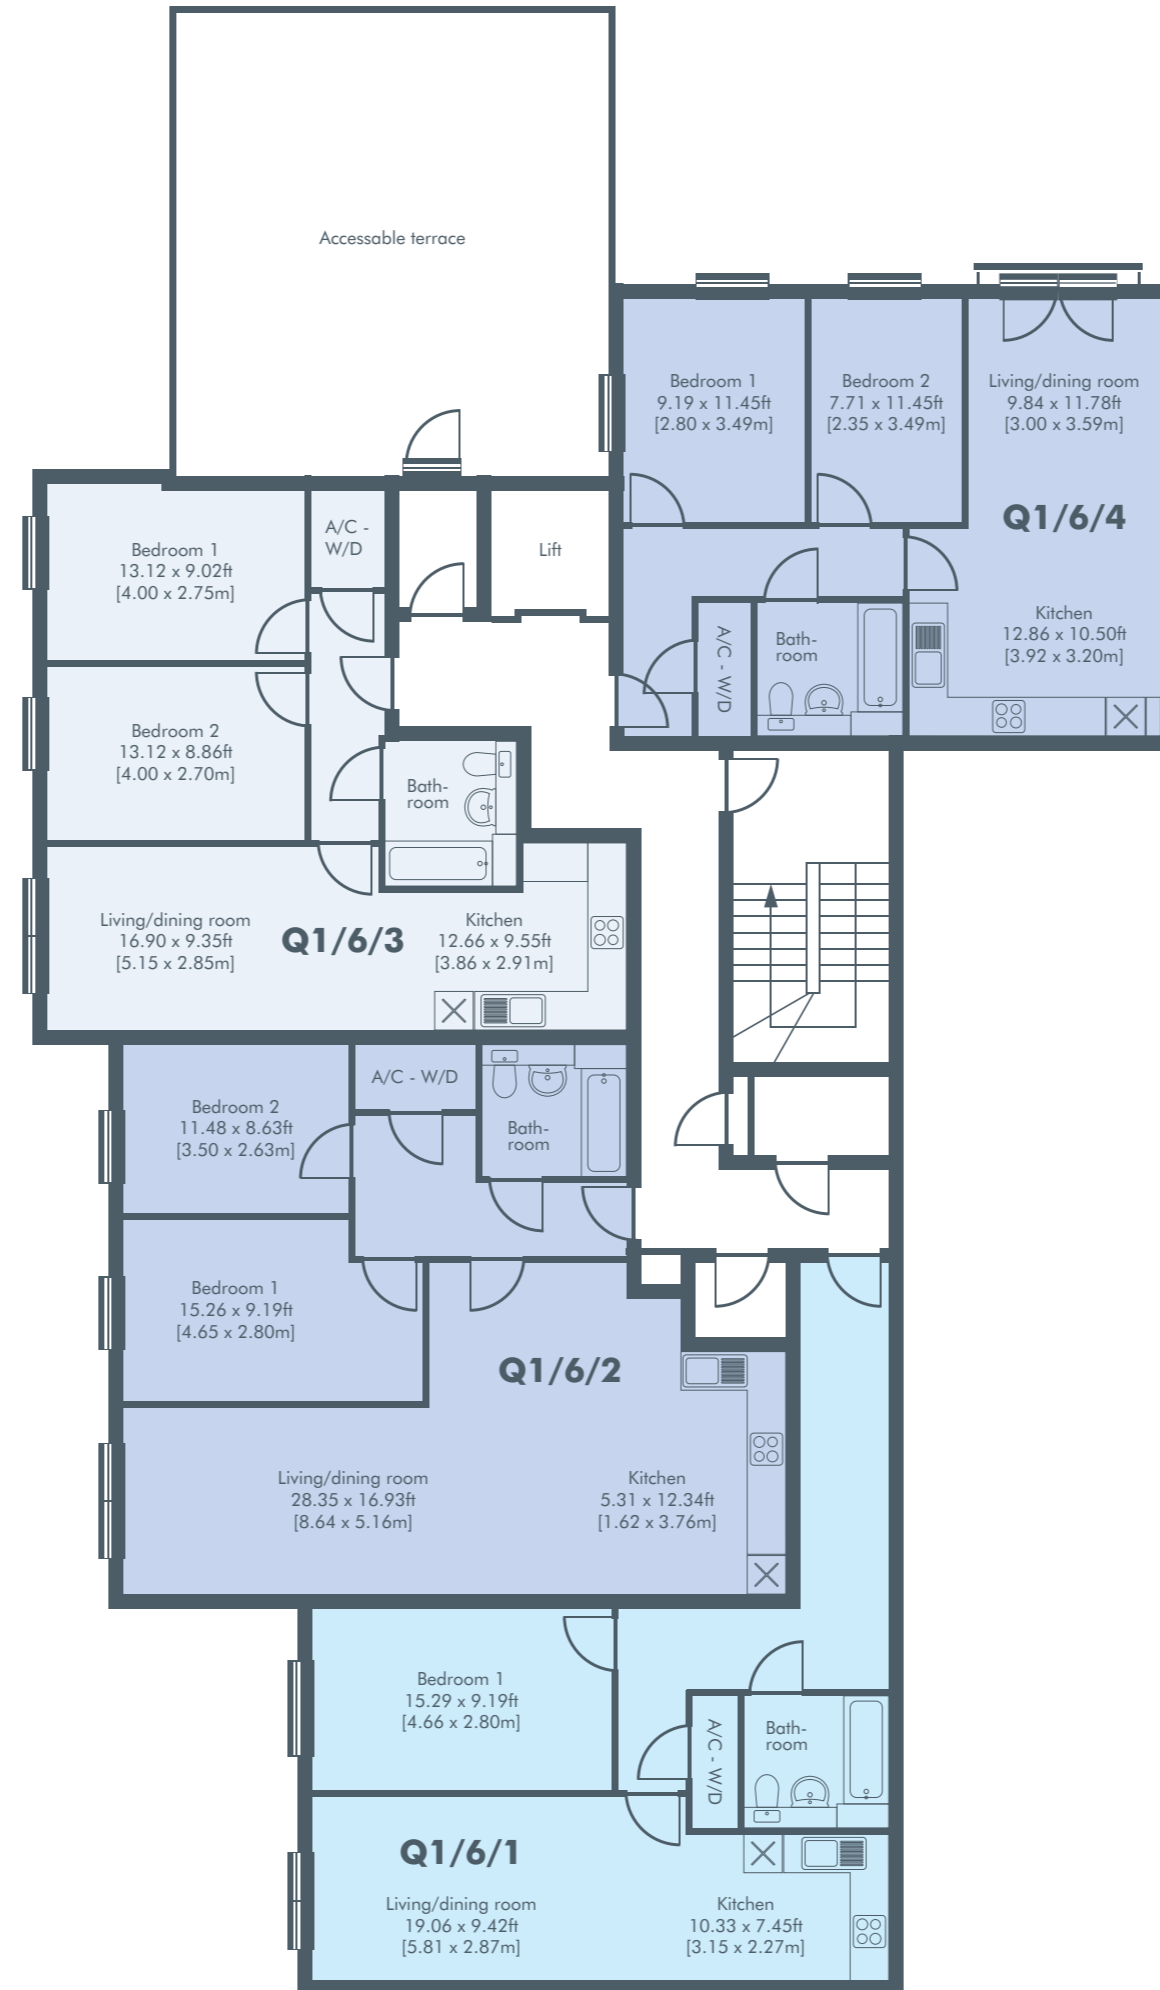 Accessable terrace
Bedroom 1
9.19 x 11.45ft
[2.80 x 3.49m]
Bedroom 2
7.71 x 11.45ft
[2.35 x 3.49m]
Living/dining room
9.84 x 11.78ft
[3.00 x 3.59m]
Q1/6/4
Kitchen
12.86 x 10.50ft
[3.92 x 3.20m]
A/C - W/D
Bath-
room
Lift
A/C -
W/D
Bedroom 1
13.12 x 9.02ft
[4.00 x 2.75m]
Bedroom 2
13.12 x 8.86ft
[4.00 x 2.70m]
Bath-
room
Living/dining room
16.90 x 9.35ft
[5.15 x 2.85m]
Q1/6/3
Kitchen
12.66 x 9.55ft
[3.86 x 2.91m]
Bedroom 2
11.48 x 8.63ft
[3.50 x 2.63m]
A/C - W/D
Bath-
room
Bedroom 1
15.26 x 9.19ft
[4.65 x 2.80m]
Q1/6/2
Living/dining room
28.35 x 16.93ft
[8.64 x 5.16m]
Kitchen
5.31 x 12.34ft
[1.62 x 3.76m]
Bedroom 1
15.29 x 9.19ft
[4.66 x 2.80m]
A/C - W/D
Bath-
room
Q1/6/1
Living/dining room
19.06 x 9.42ft
[5.81 x 2.87m]
Kitchen
10.33 x 7.45ft
[3.15 x 2.27m]